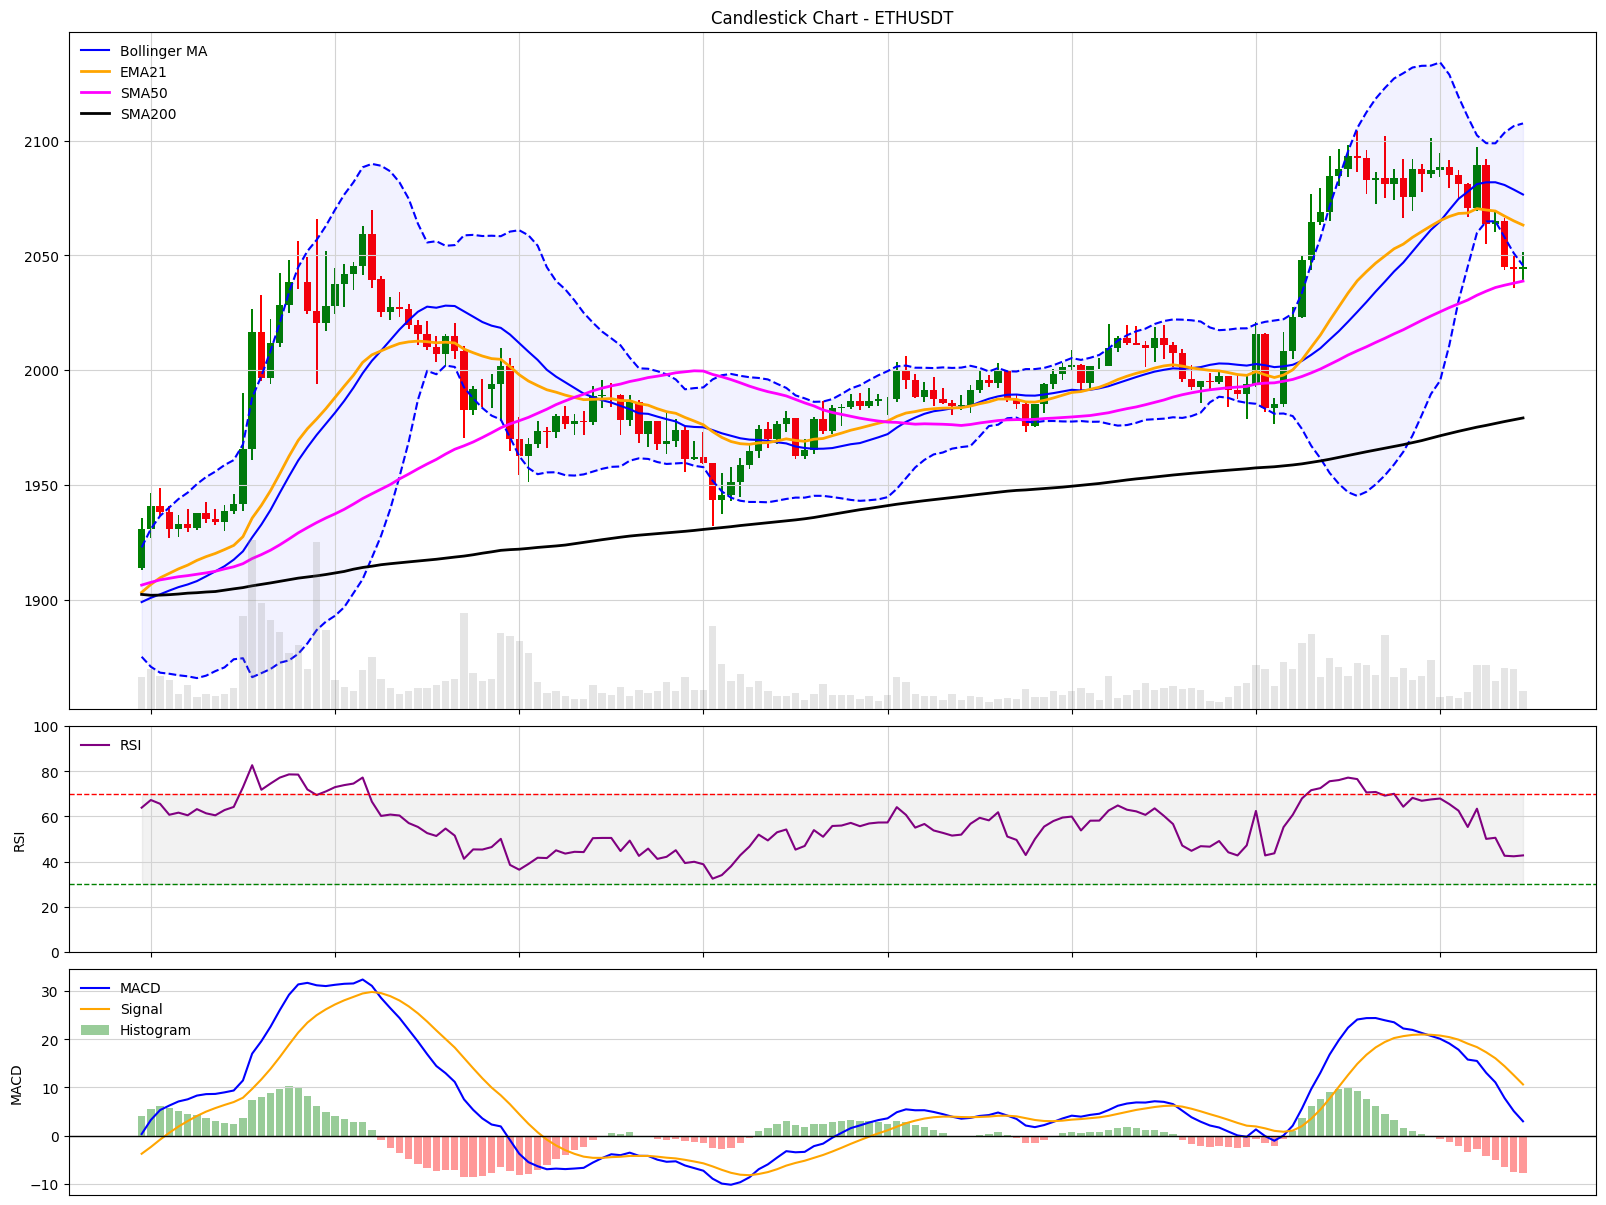 Candlestick Chart - ETHUSDT
Bollinger MA
EMA21
SMA50
SMA200
2100
2050
2000
1950
1900
RSI
100
80
60
40
20
0
RSI
MACD
Signal
Histogram
30
20
10
0
−10
MACD